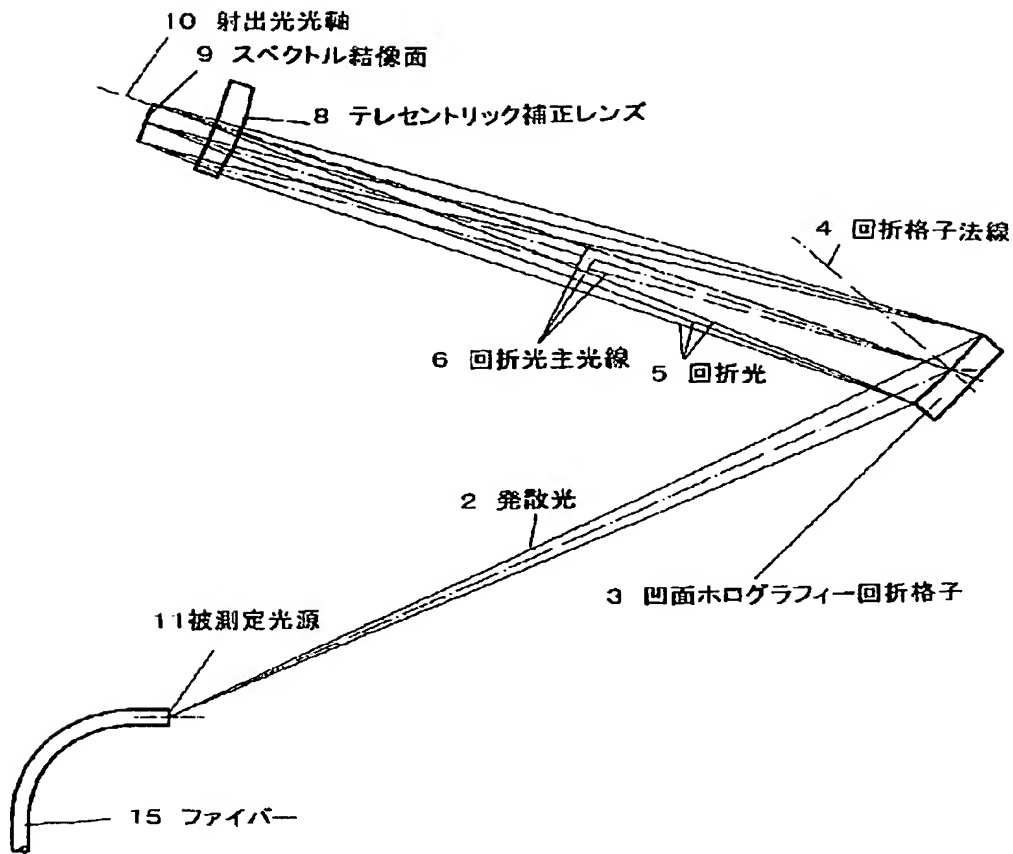 10 射出光光軸
9 スペクトル結像面
8 テレセントリック補正レンズ
4 回折格子法線
6 回折光主光線
5 回折光
2 発散光
3 凹面ホログラフィー回折格子
11被測定光源
15 ファイバー